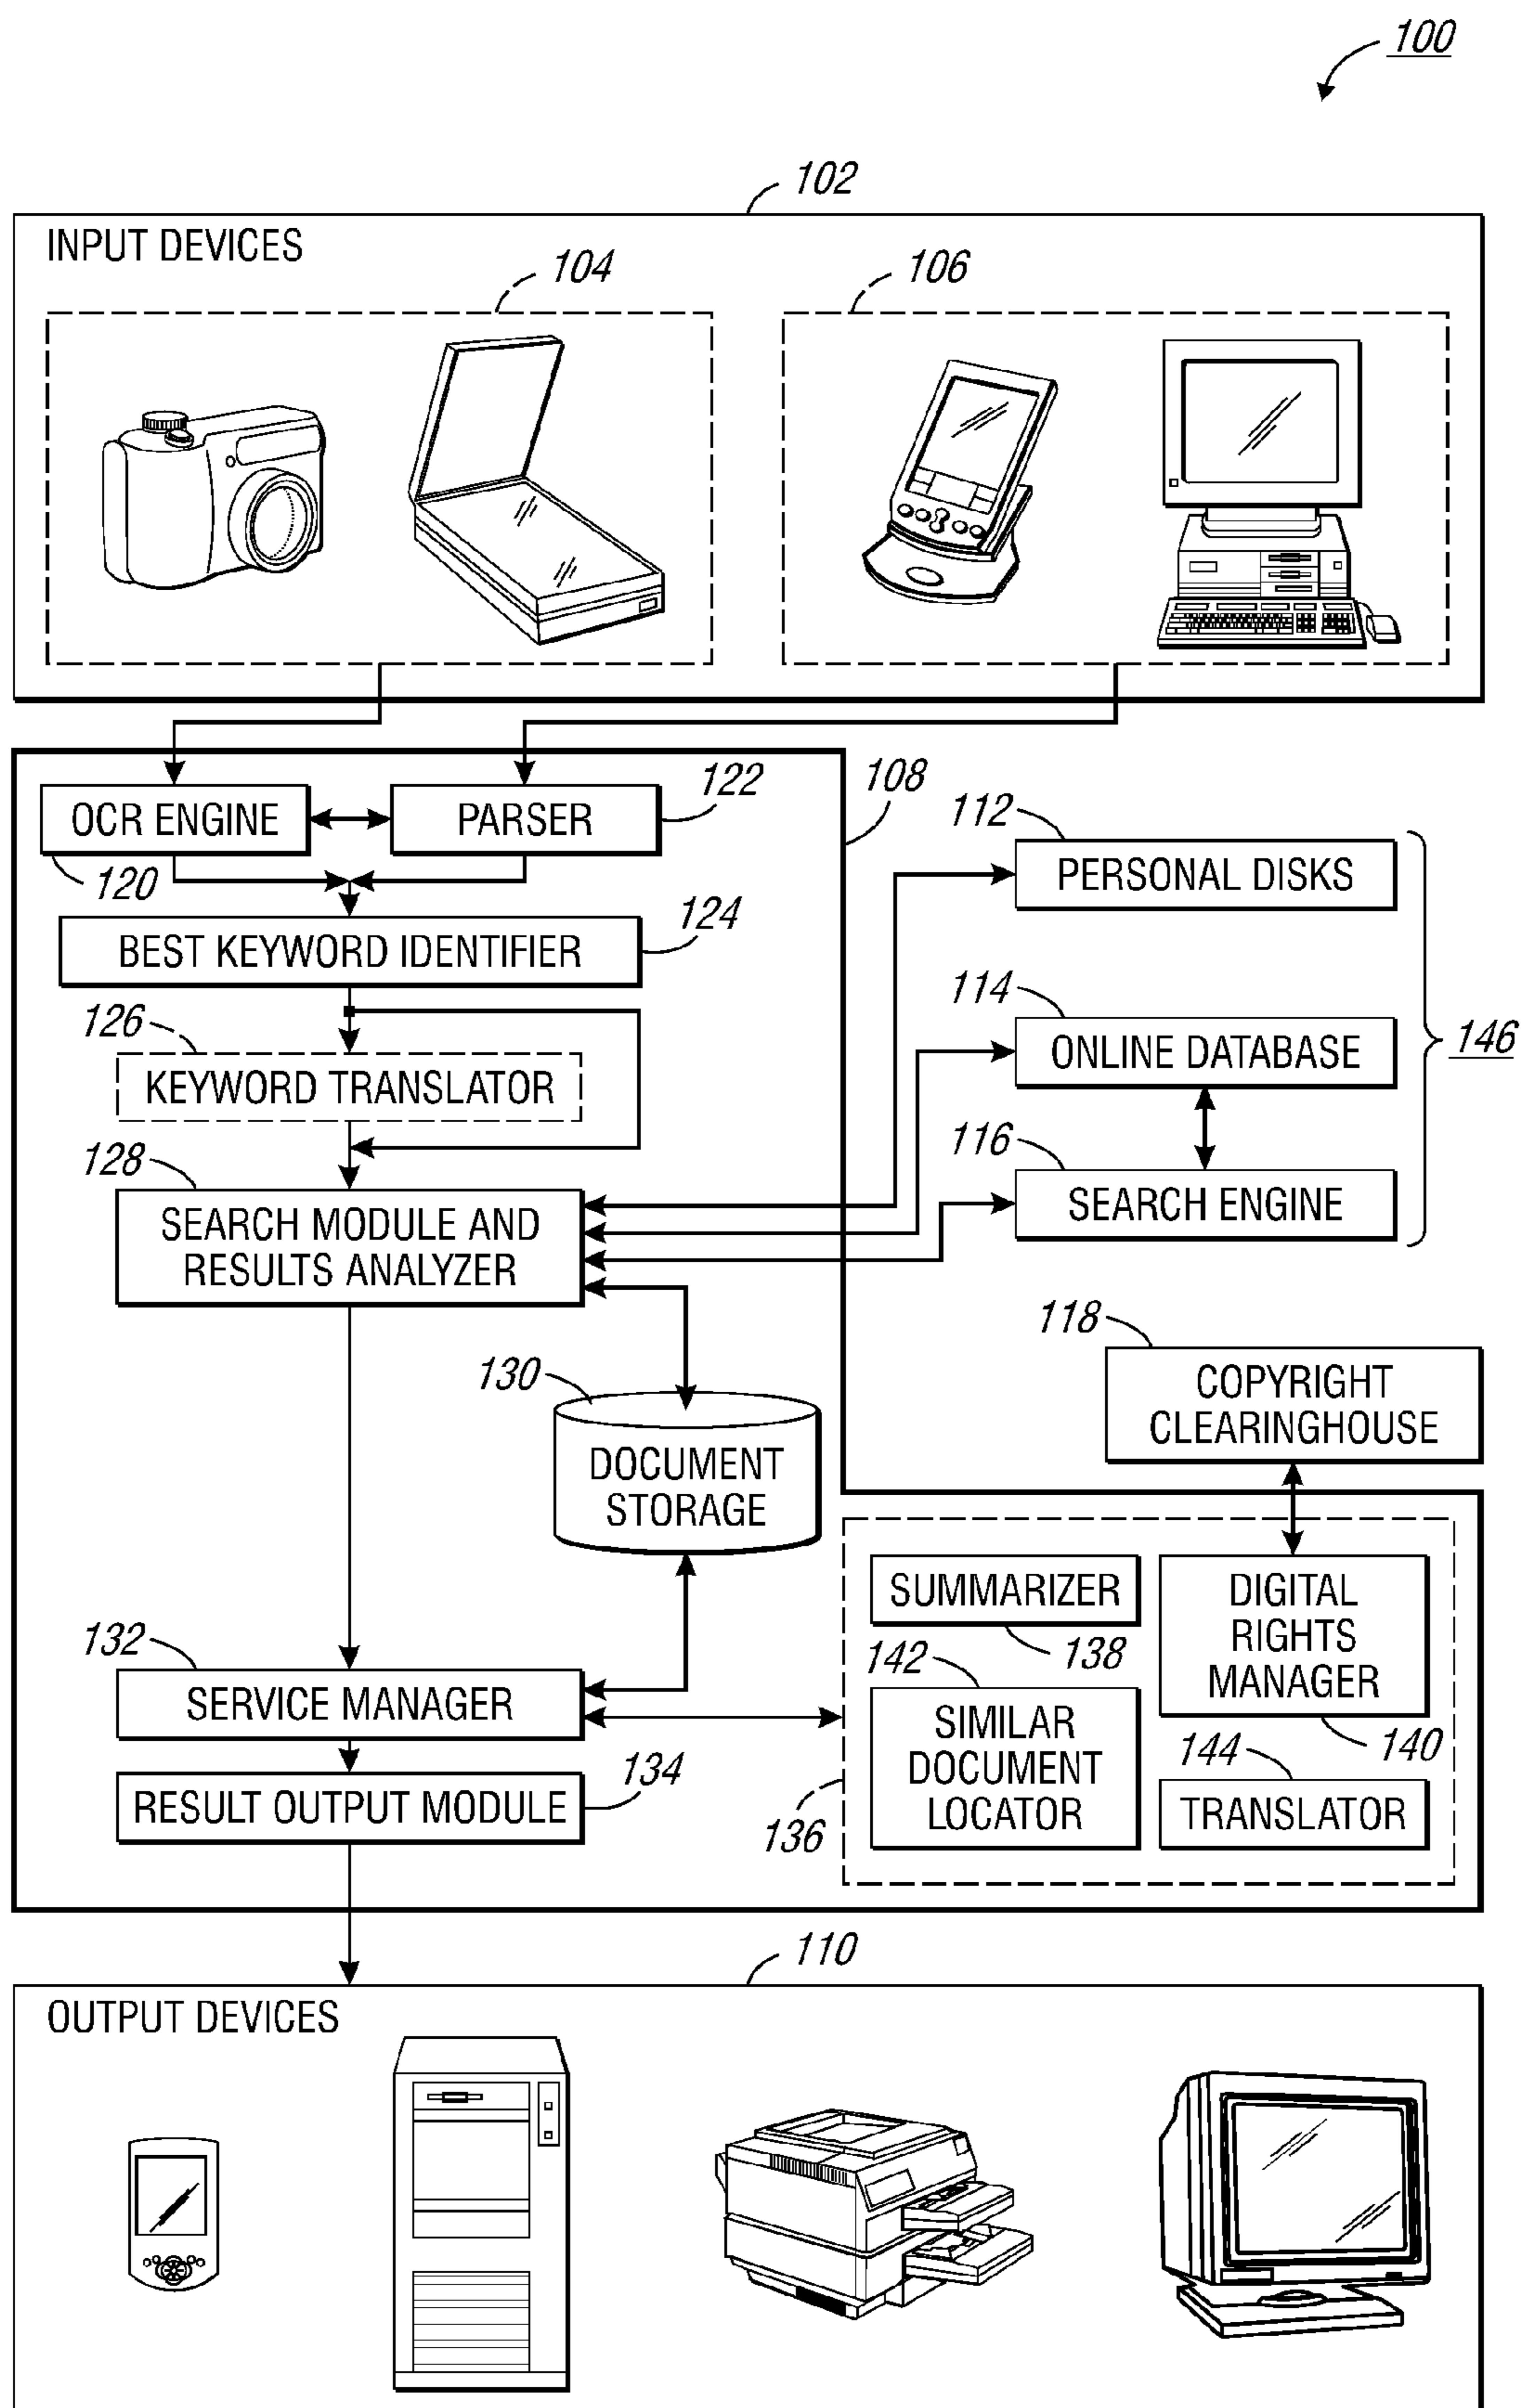 100
102
INPUT DEVICES
104
106
108
OCR ENGINE
120
PARSER
122
112
PERSONAL DISKS
BEST KEYWORD IDENTIFIER
124
114
ONLINE DATABASE
146
126
KEYWORD TRANSLATOR
116
SEARCH ENGINE
128
SEARCH MODULE AND
RESULTS ANALYZER
118
COPYRIGHT
CLEARINGHOUSE
130
DOCUMENT
STORAGE
SUMMARIZER
138
DIGITAL
RIGHTS
MANAGER
140
132
SERVICE MANAGER
142
SIMILAR
DOCUMENT
LOCATOR
144
TRANSLATOR
136
RESULT OUTPUT MODULE
134
110
OUTPUT DEVICES